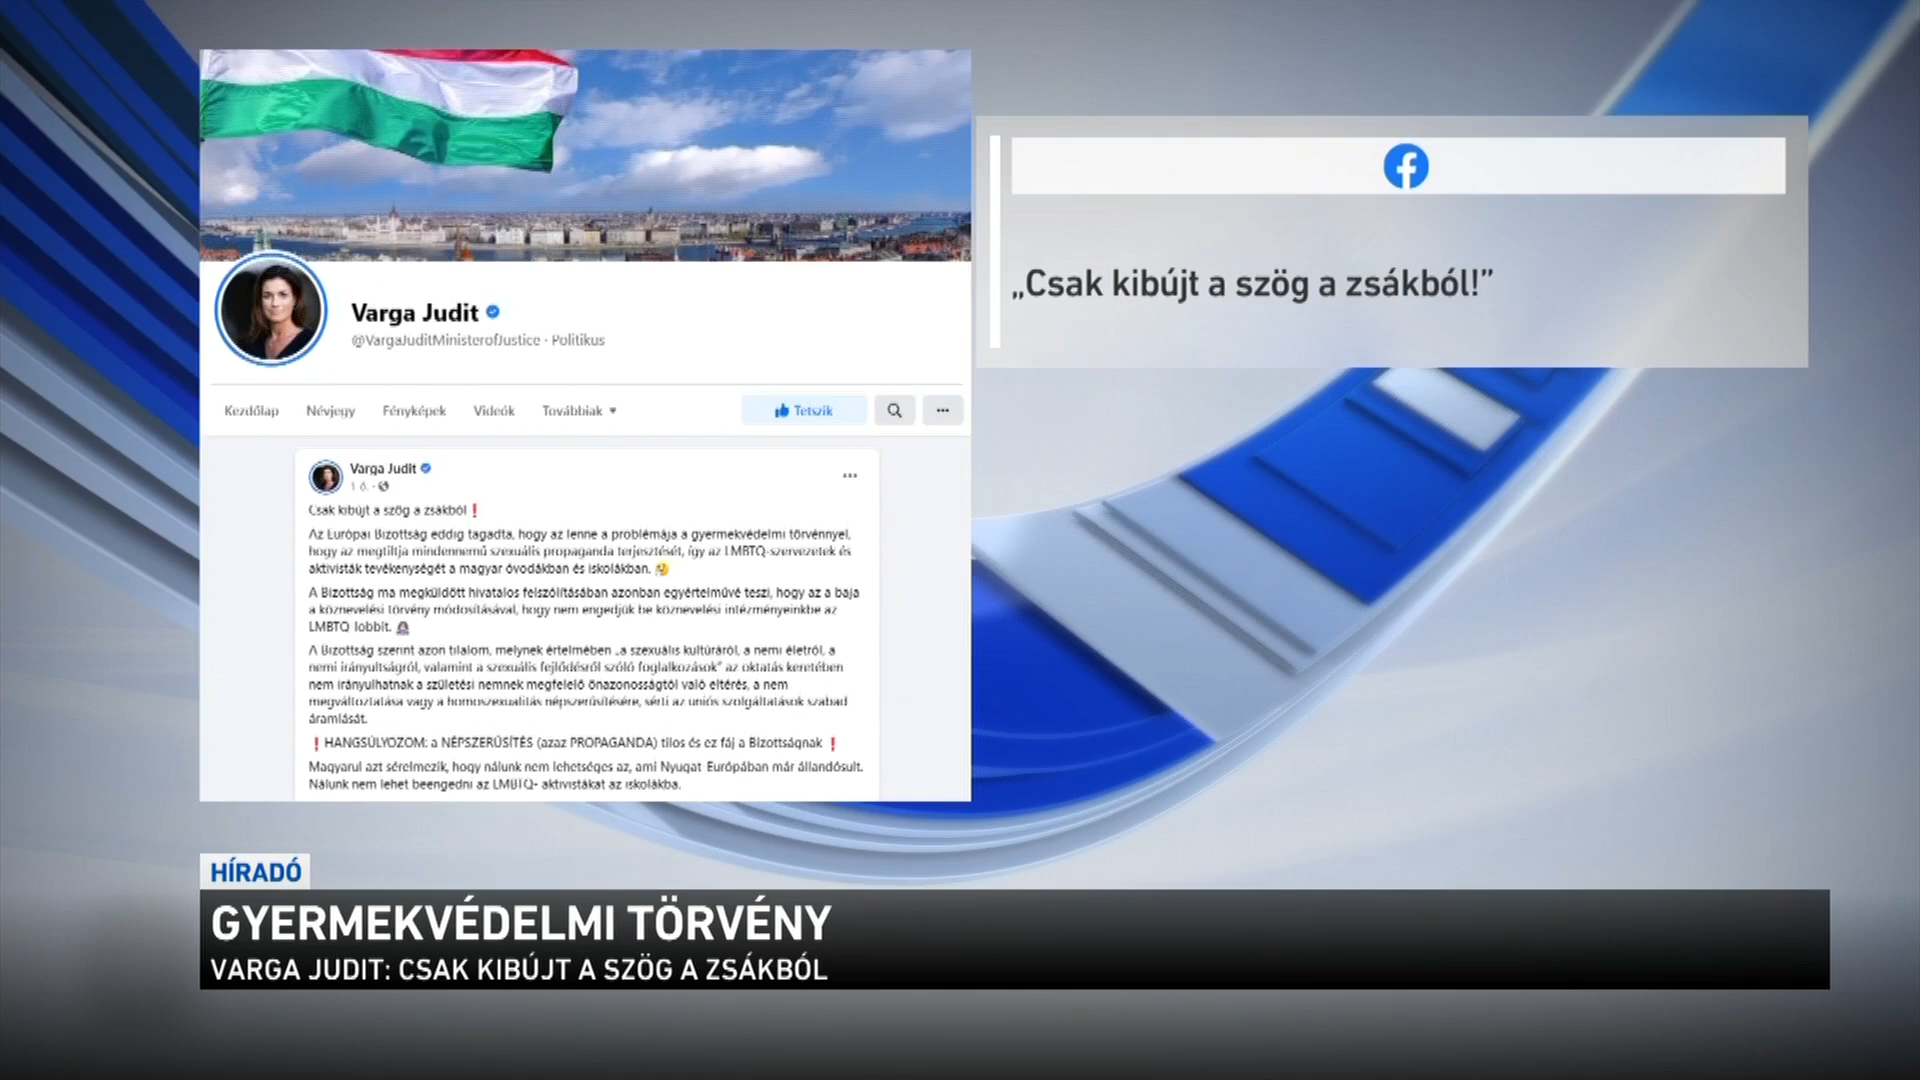 Varga Judit
@VargaJuditMinisterofJustice · Politikus
Kezdőlap Névjegy Fényképek Videók Továbbiak Tetszik
Varga Judit
1 ó.
Csak kibújt a szög a zsákból❗
Az Európai Bizottság eddig tagadta, hogy az lenne a problémája a gyermekvédelmi törvénnyel,
hogy az megtiltja mindennemű szexuális propaganda terjesztését, így az LMBTQ-szervezetek és
aktivisták tevékenységét a magyar óvodákban és iskolákban.
A Bizottság ma megküldött hivatalos felszólításában azonban egyértelművé teszi, hogy az a baja
a köznevelési törvény módosításával, hogy nem engedjük be köznevelési intézményeinkbe az
LMBTQ lobbit.
A Bizottság szerint azon tilalom, melynek értelmében „a szexuális kultúráról, a nemi életről, a
nemi irányultságról, valamint a szexuális fejlődésről szóló foglalkozások” az oktatás keretében
nem irányulhatnak a születési nemnek megfelelő önazonosságtól való eltérés, a nem
megváltoztatása vagy a homoszexualitás népszerűsítésére, sérti az uniós szolgáltatások szabad
áramlását.
❗HANGSÚLYOZOM: a NÉPSZERŰSÍTÉS (azaz PROPAGANDA) tilos és ez fáj a Bizottságnak❗
Magyarul azt sérelmezik, hogy nálunk nem lehetséges az, ami Nyugat-Európában már állandósult.
Nálunk nem lehet beengedni az LMBTQ- aktivistákat az iskolákba.
„Csak kibújt a szög a zsákból!”
HÍRADÓ
GYERMEKVÉDELMI TÖRVÉNY
VARGA JUDIT: CSAK KIBÚJT A SZÖG A ZSÁKBÓL